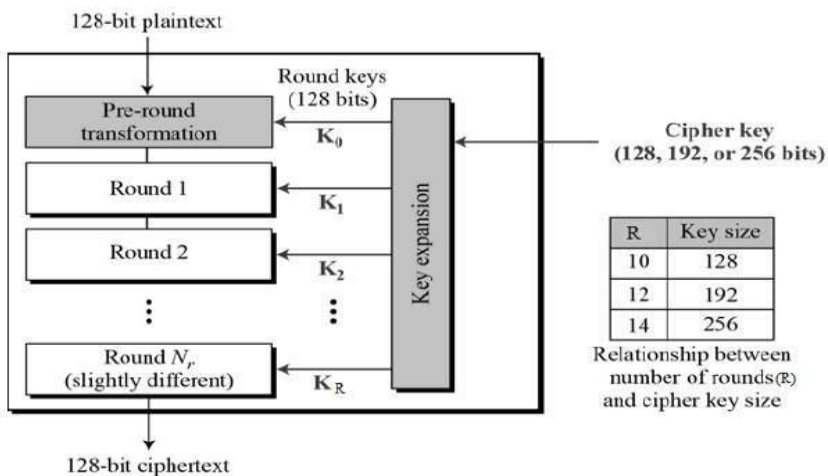 128-bit plaintext
Round keys
(128 bits)
Pre-round
transformation
K0
Cipher key
(128, 192, or 256 bits)
Round 1
K1
Key expansion
Round 2
K2
R Key size
10 128
12 192
14 256
Round Nr
(slightly different)
KR
Relationship between
number of rounds(R)
and cipher key size
128-bit ciphertext